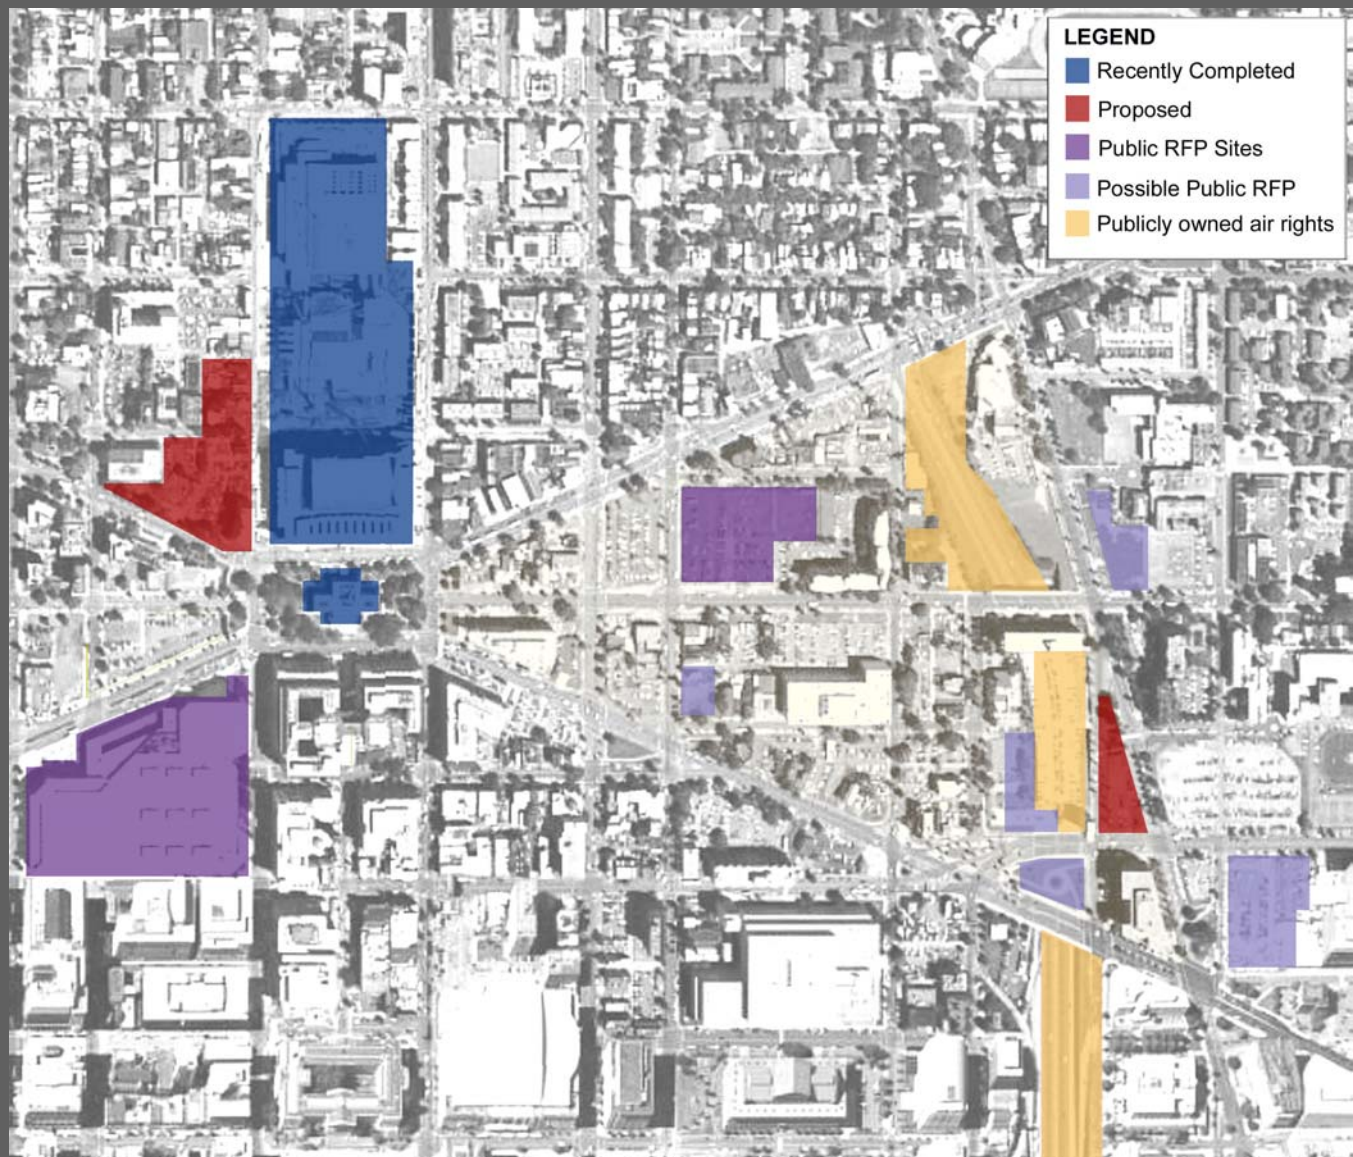 LEGEND
Recently Completed
Proposed
Public RFP Sites
Possible Public RFP
Publicly owned air rights